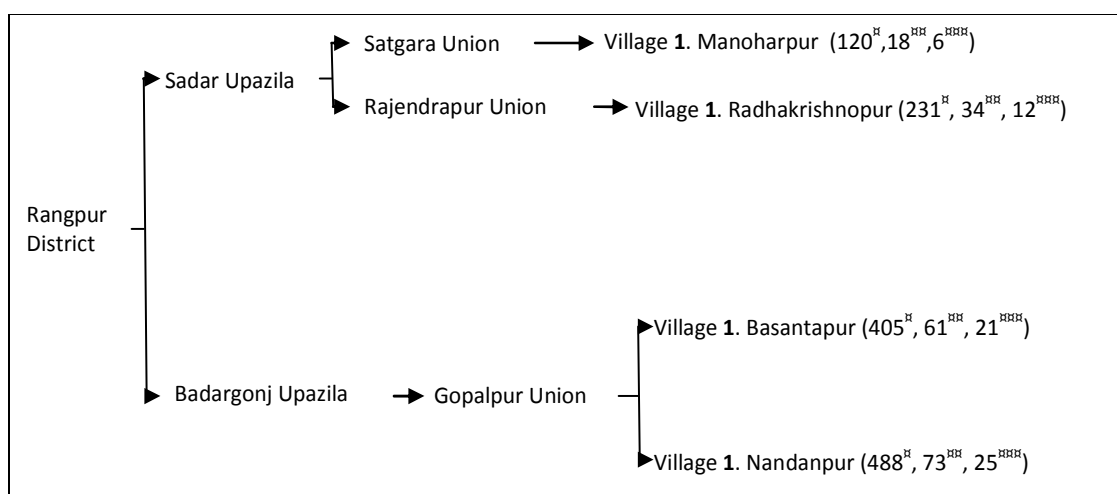 Satgara Union Village 1. Manoharpur (120¤,18¤¤,6¤¤¤)
Sadar Upazila
Rajendrapur Union Village 1. Radhakrishnopur (231¤, 34¤¤, 12¤¤¤)
Rangpur
District
Village 1. Basantapur (405¤, 61¤¤, 21¤¤¤)
Badargonj Upazila Gopalpur Union
Village 1. Nandanpur (488¤, 73¤¤, 25¤¤¤)